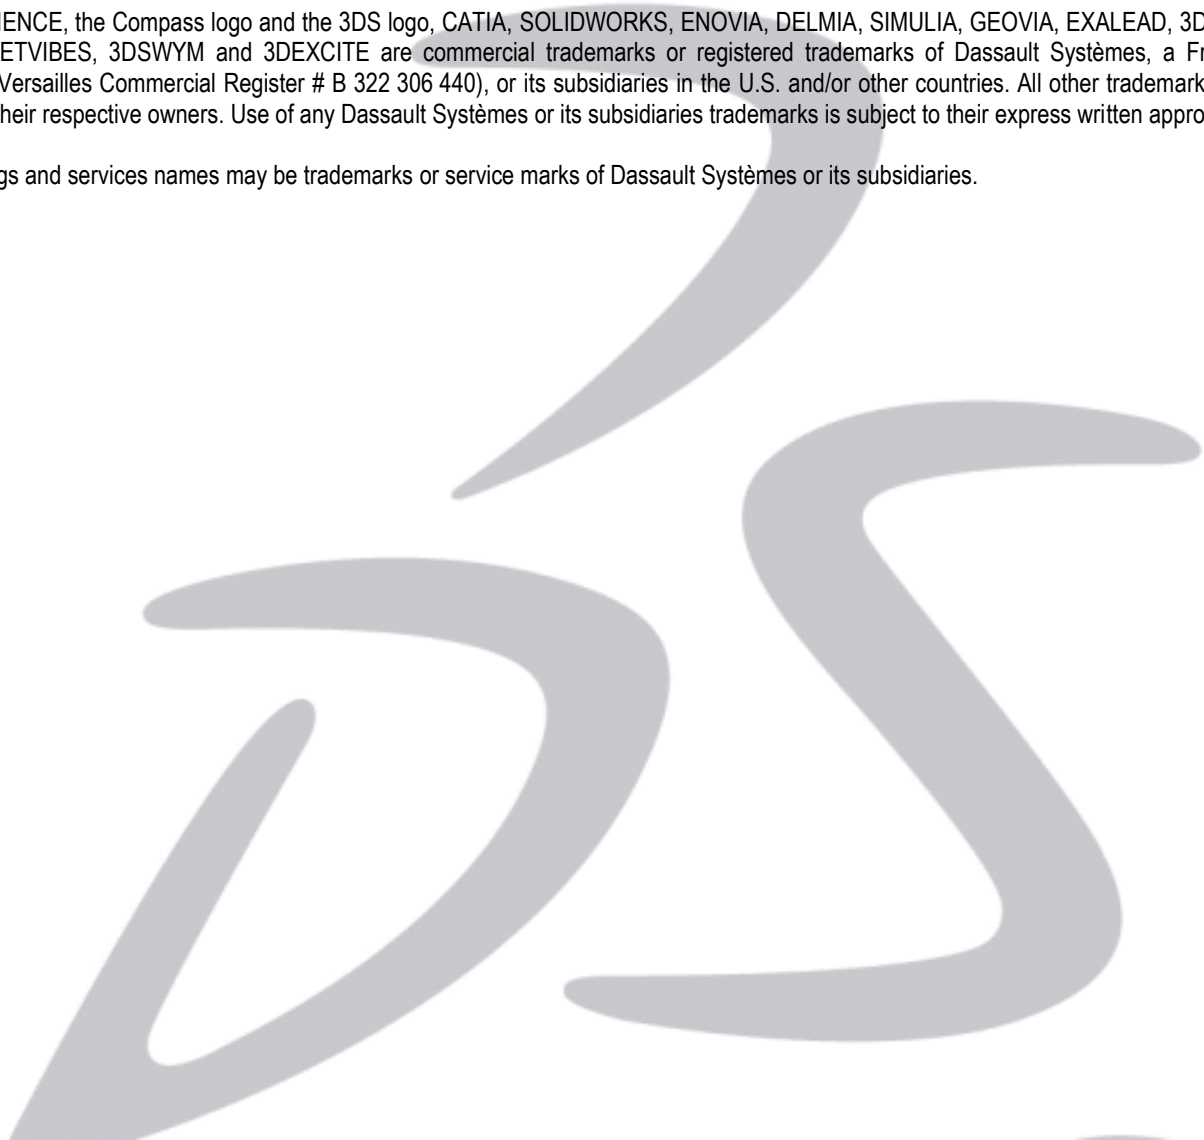 IENCE, the Compass logo and the 3DS logo, CATIA, SOLIDWORKS, ENOVIA, DELMIA, SIMULIA, GEOVIA, EXALEAD, 3D
ETVIBES, 3DSWYM and 3DEXCITE are commercial trademarks or registered trademarks of Dassault Systèmes, a Fr
Versailles Commercial Register # B 322 306 440), or its subsidiaries in the U.S. and/or other countries. All other trademark
heir respective owners. Use of any Dassault Systèmes or its subsidiaries trademarks is subject to their express written appro
gs and services names may be trademarks or service marks of Dassault Systèmes or its subsidiaries.